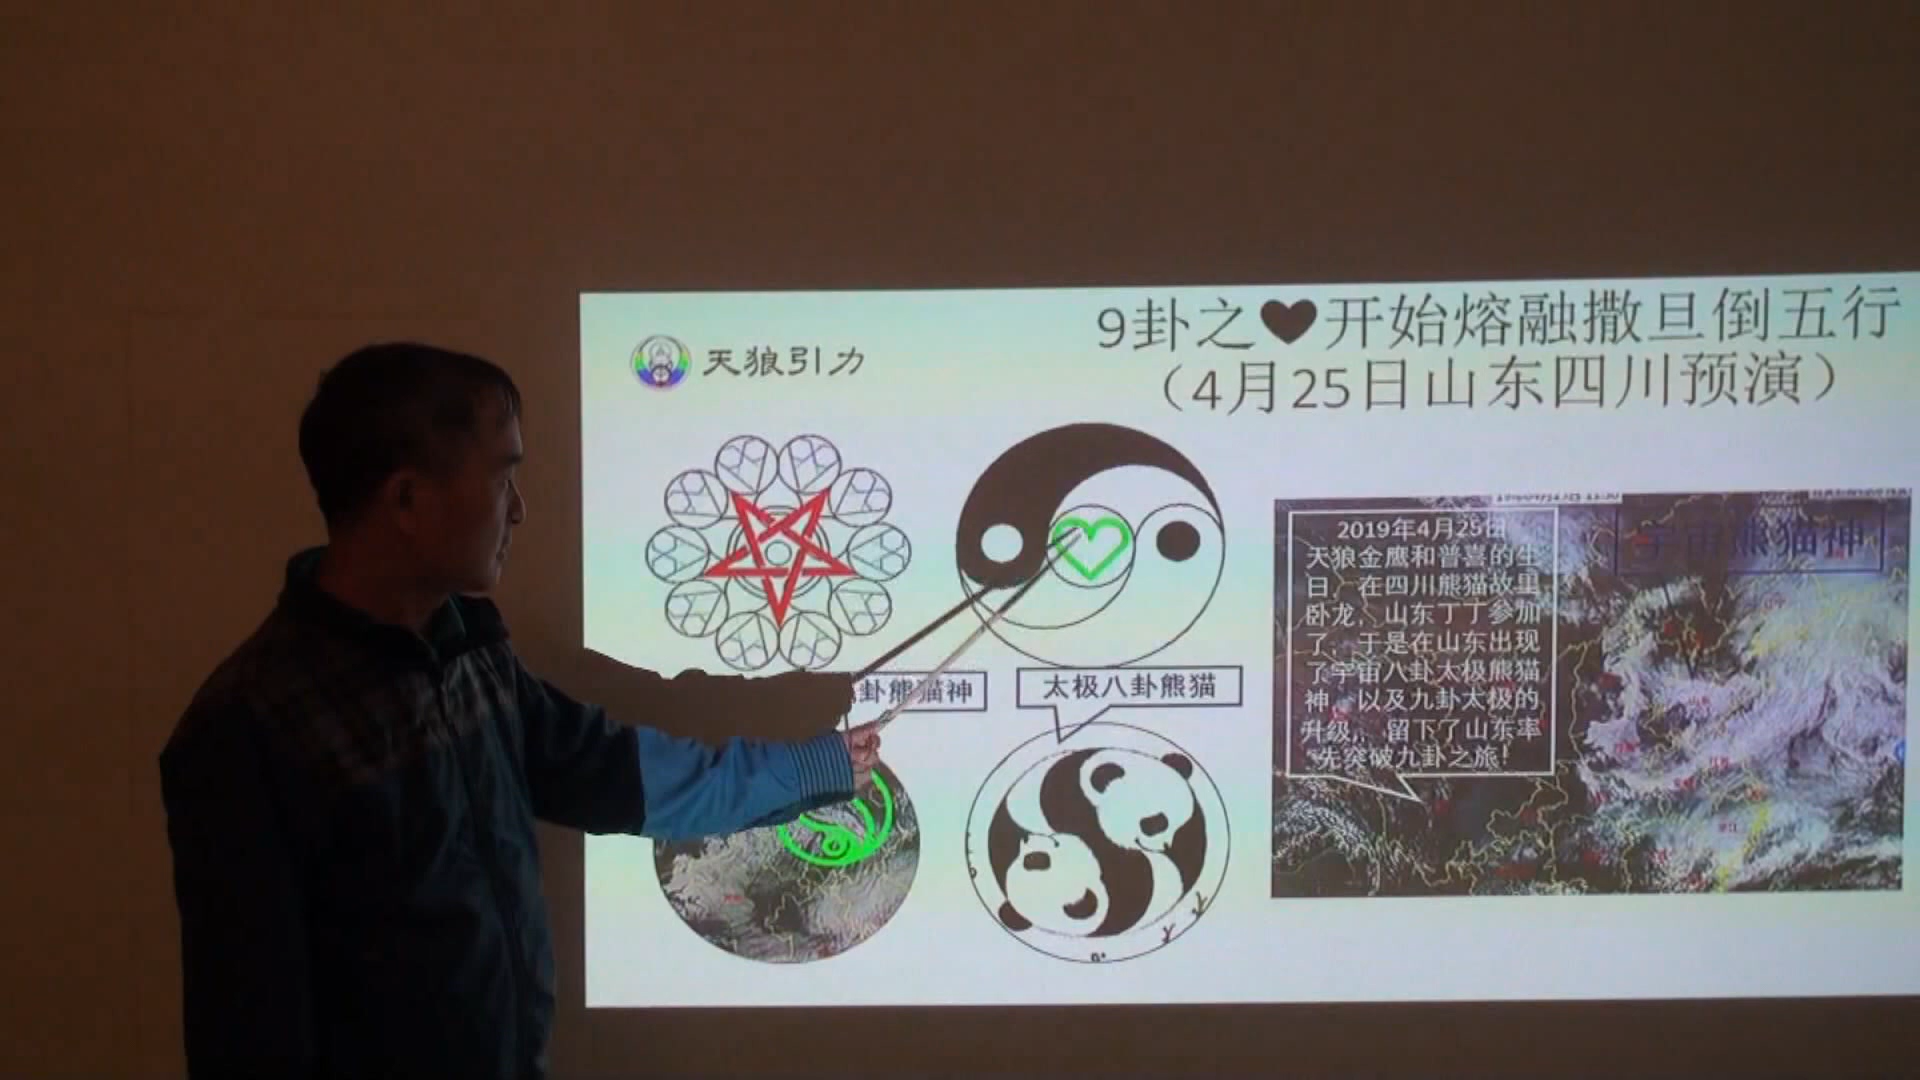 天狼引力
9卦之❤开始熔融撒旦倒五行
（4月25日山东四川预演）
卦熊猫神
太极八卦熊猫
2019年4月25日
天狼金鹰和普喜的生
日，在四川熊猫故里
卧龙，山东丁丁参加
了，于是在山东出现
了宇宙八卦太极熊猫
神，以及九卦太极的
升级，留下了山东率
先突破九卦之旅！
宇宙熊猫神